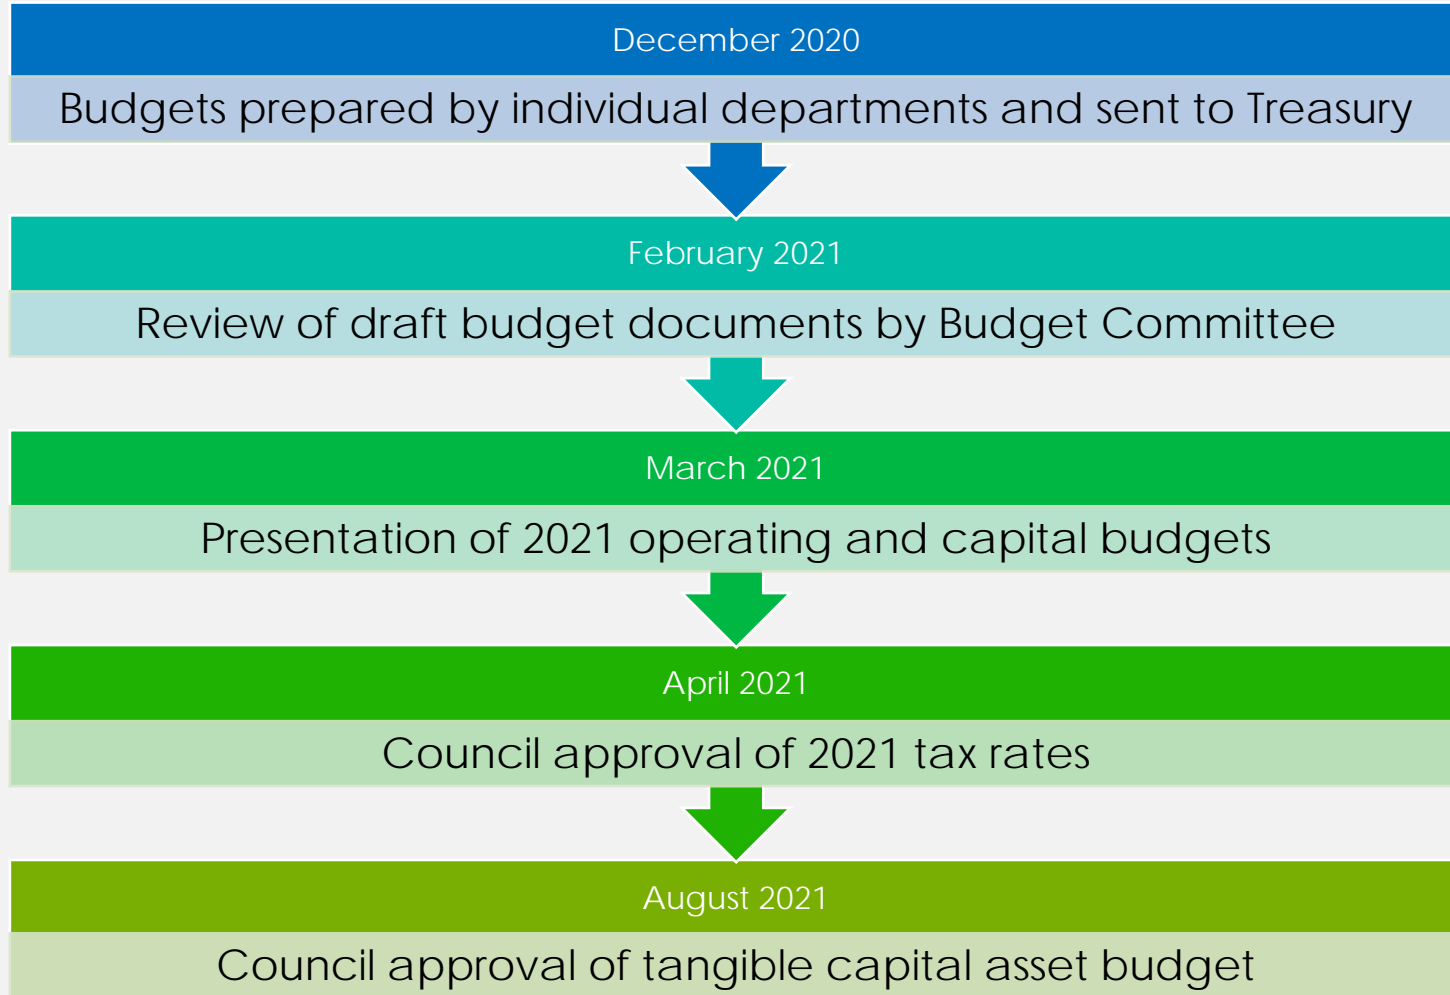 December 2020
Budgets prepared by individual departments and sent to Treasury
February 2021
Review of draft budget documents by Budget Committee
March 2021
Presentation of 2021 operating and capital budgets
April 2021
Council approval of 2021 tax rates
August 2021
Council approval of tangible capital asset budget